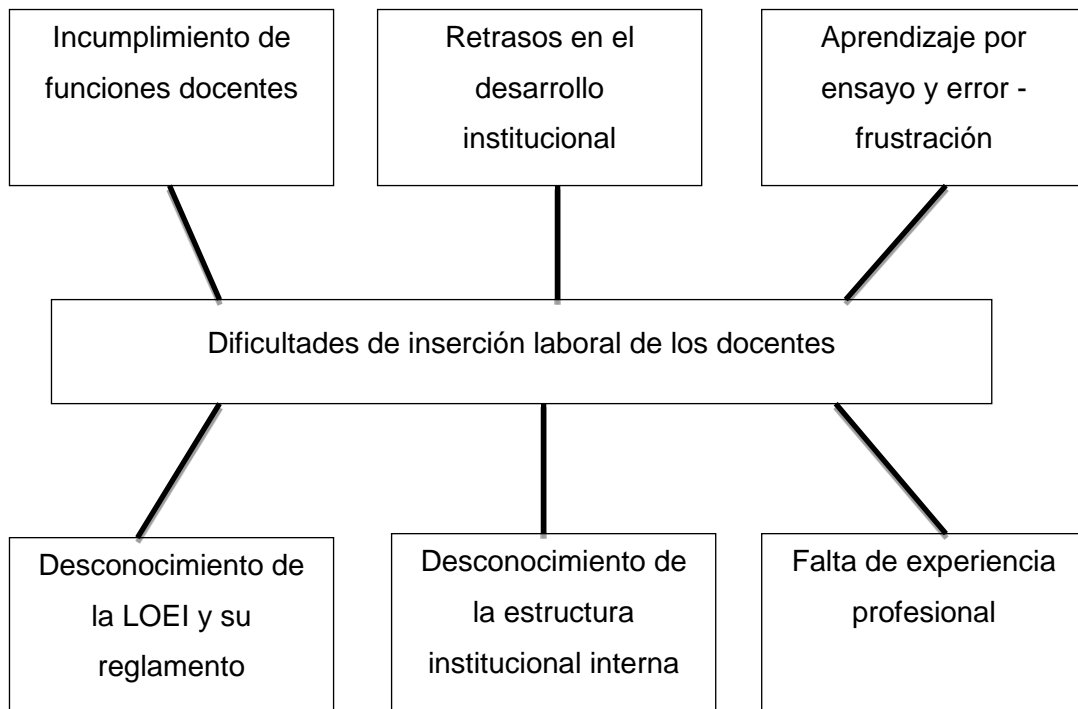 Incumplimiento de
funciones docentes
Retrasos en el
desarrollo
institucional
Aprendizaje por
ensayo y error -
frustración
Dificultades de inserción laboral de los docentes
Desconocimiento de
la LOEI y su
reglamento
Desconocimiento de
la estructura
institucional interna
Falta de experiencia
profesional